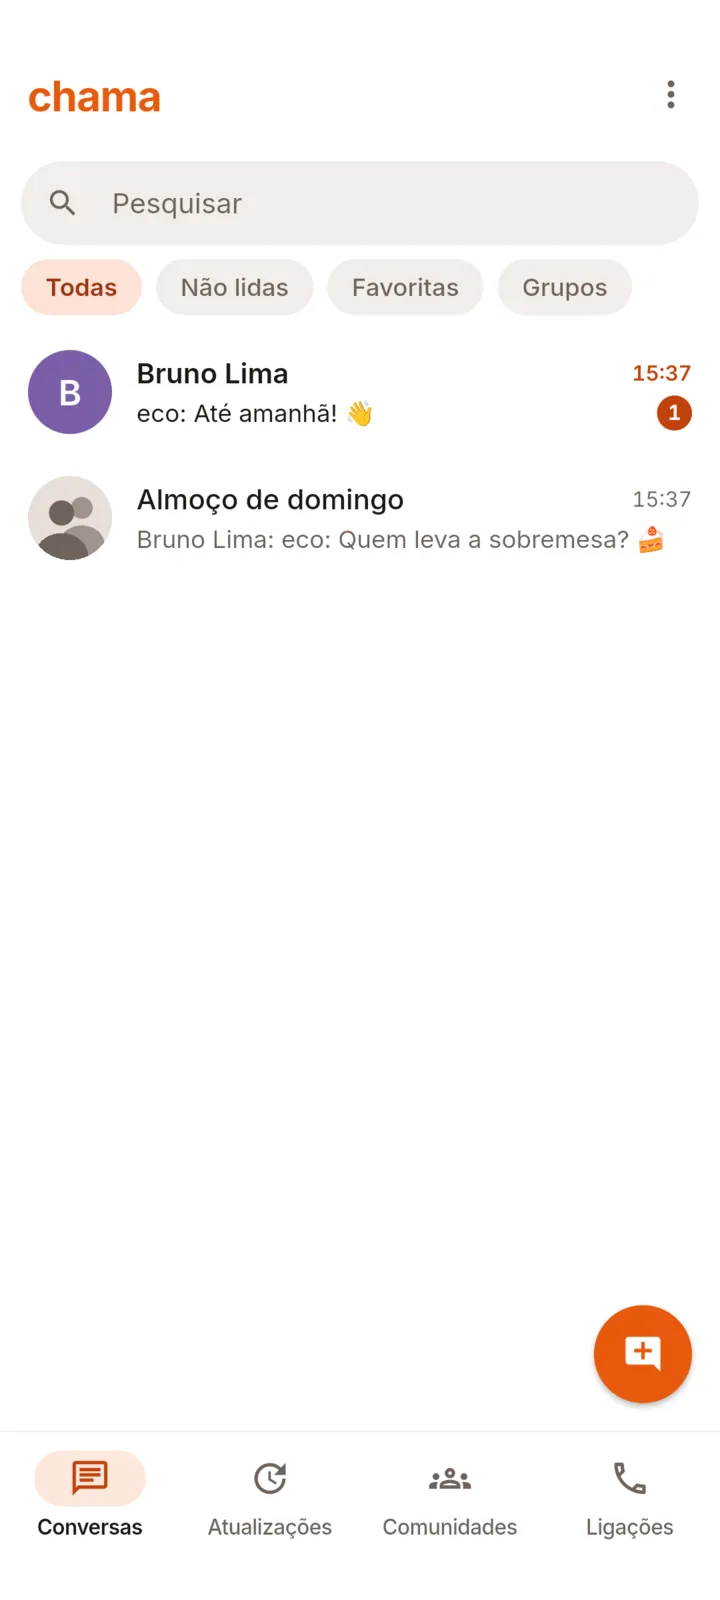 chama
Pesquisar
Todas
Não lidas
Favoritas
Grupos
B
Bruno Lima
15:37
eco: Até amanhã! 👋
1
Almoço de domingo
15:37
Bruno Lima: eco: Quem leva a sobremesa? 🍰
Conversas
Atualizações
Comunidades
Ligações